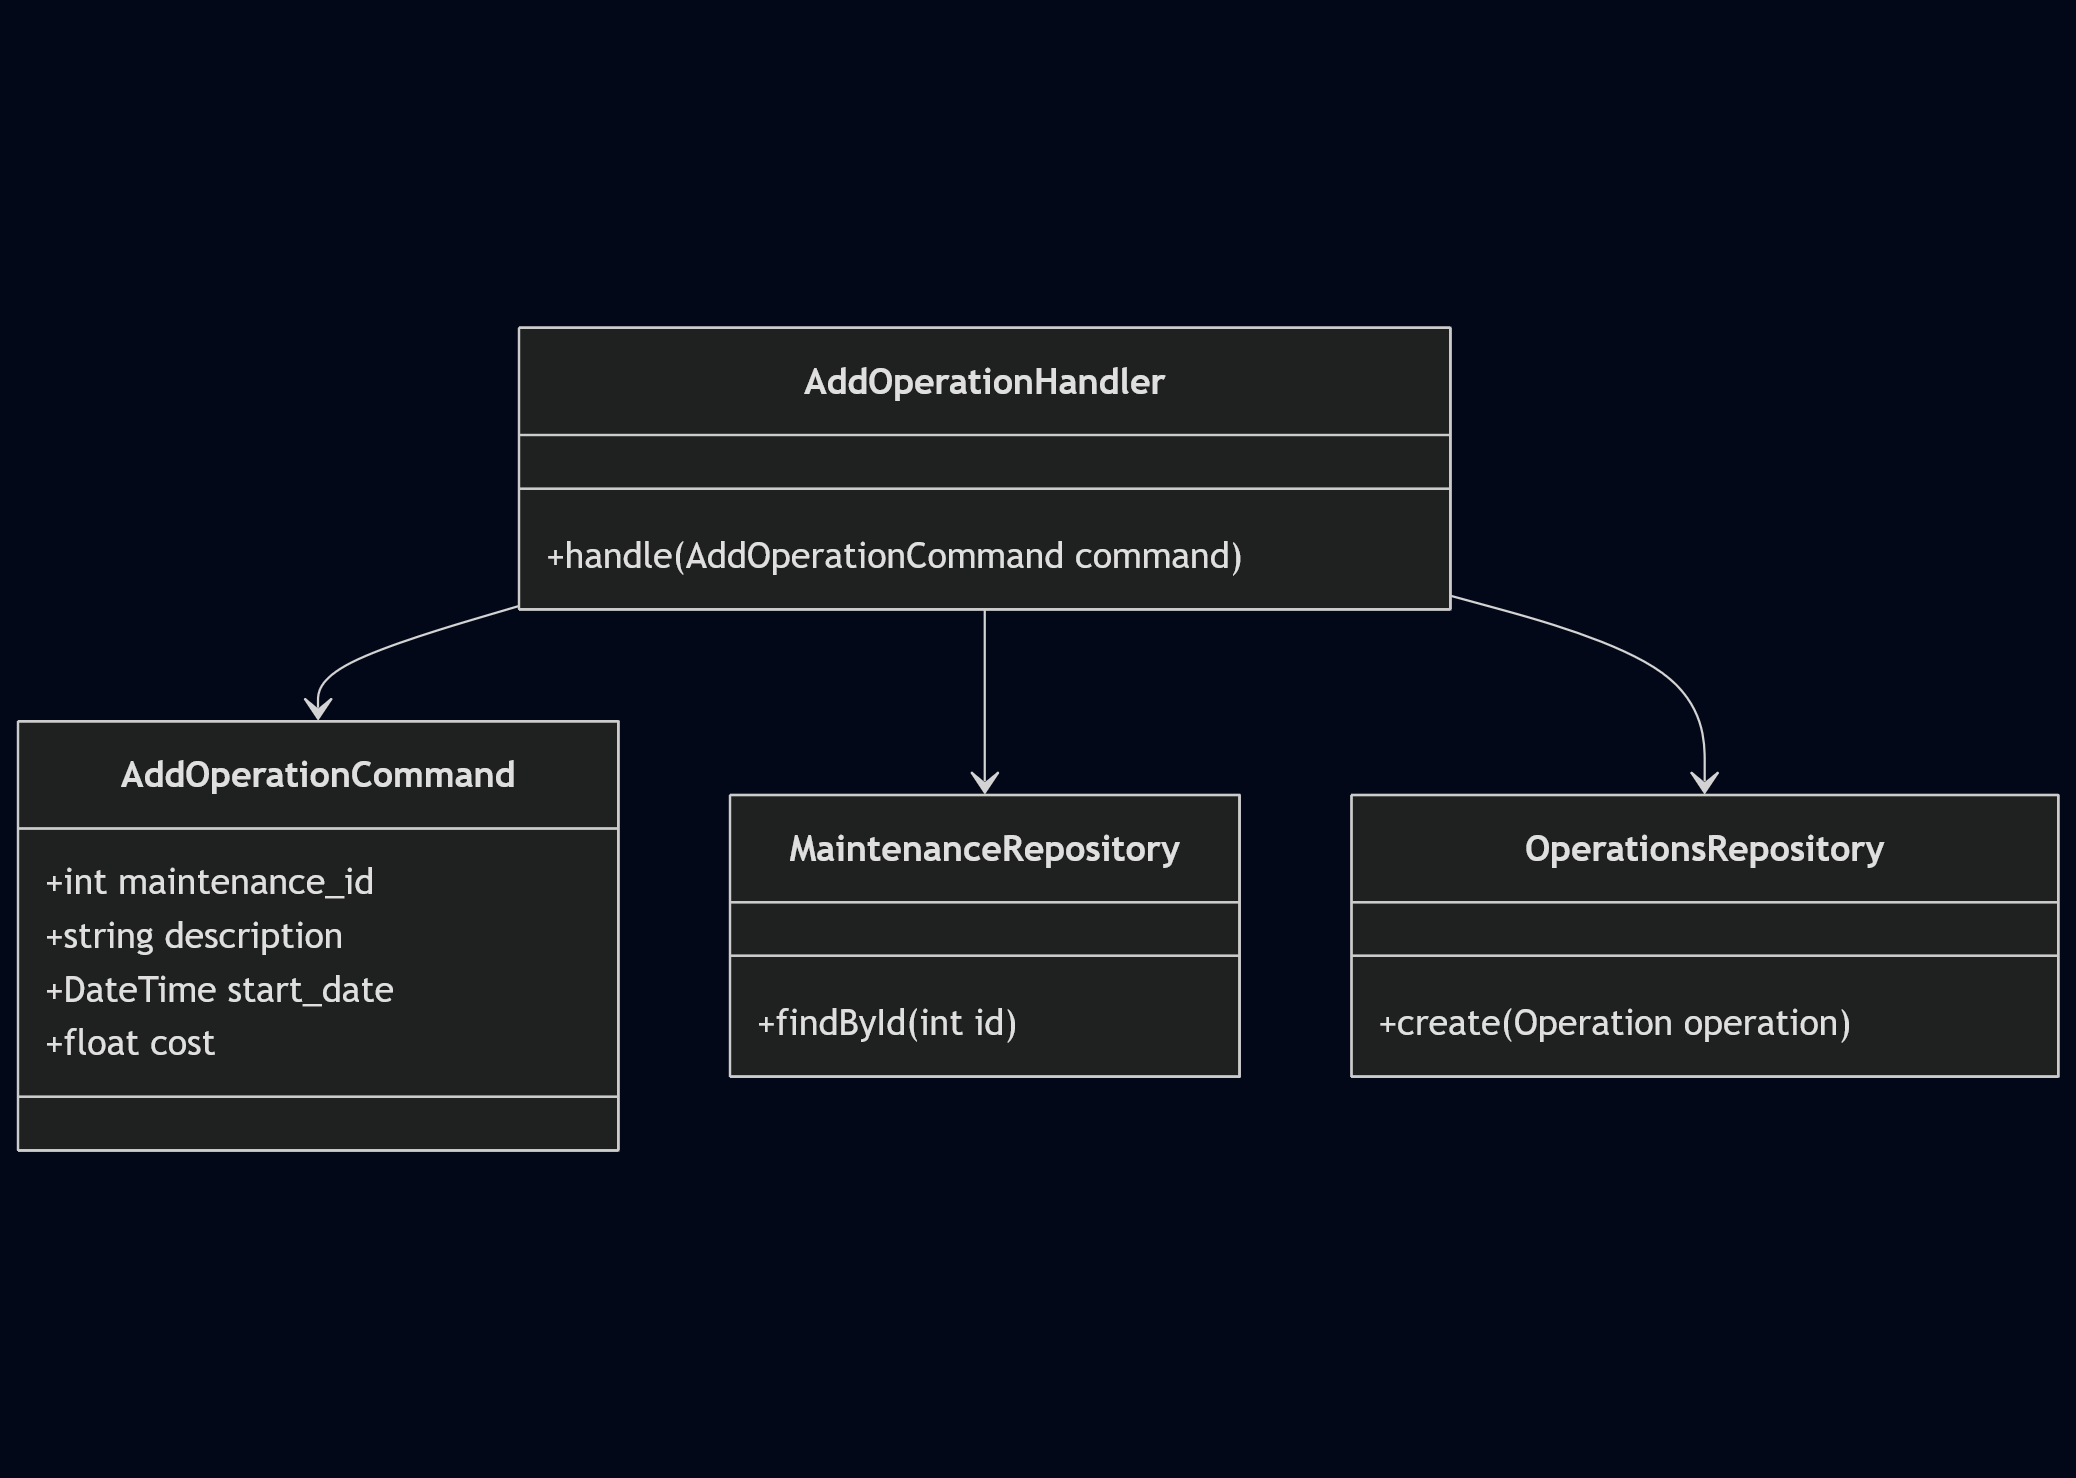 AddOperationHandler
+handle(AddOperationCommand command)
AddOperationCommand
+int maintenance_id
+string description
+DateTime start_date
+float cost
MaintenanceRepository
+findById(int id)
OperationsRepository
+create(Operation operation)